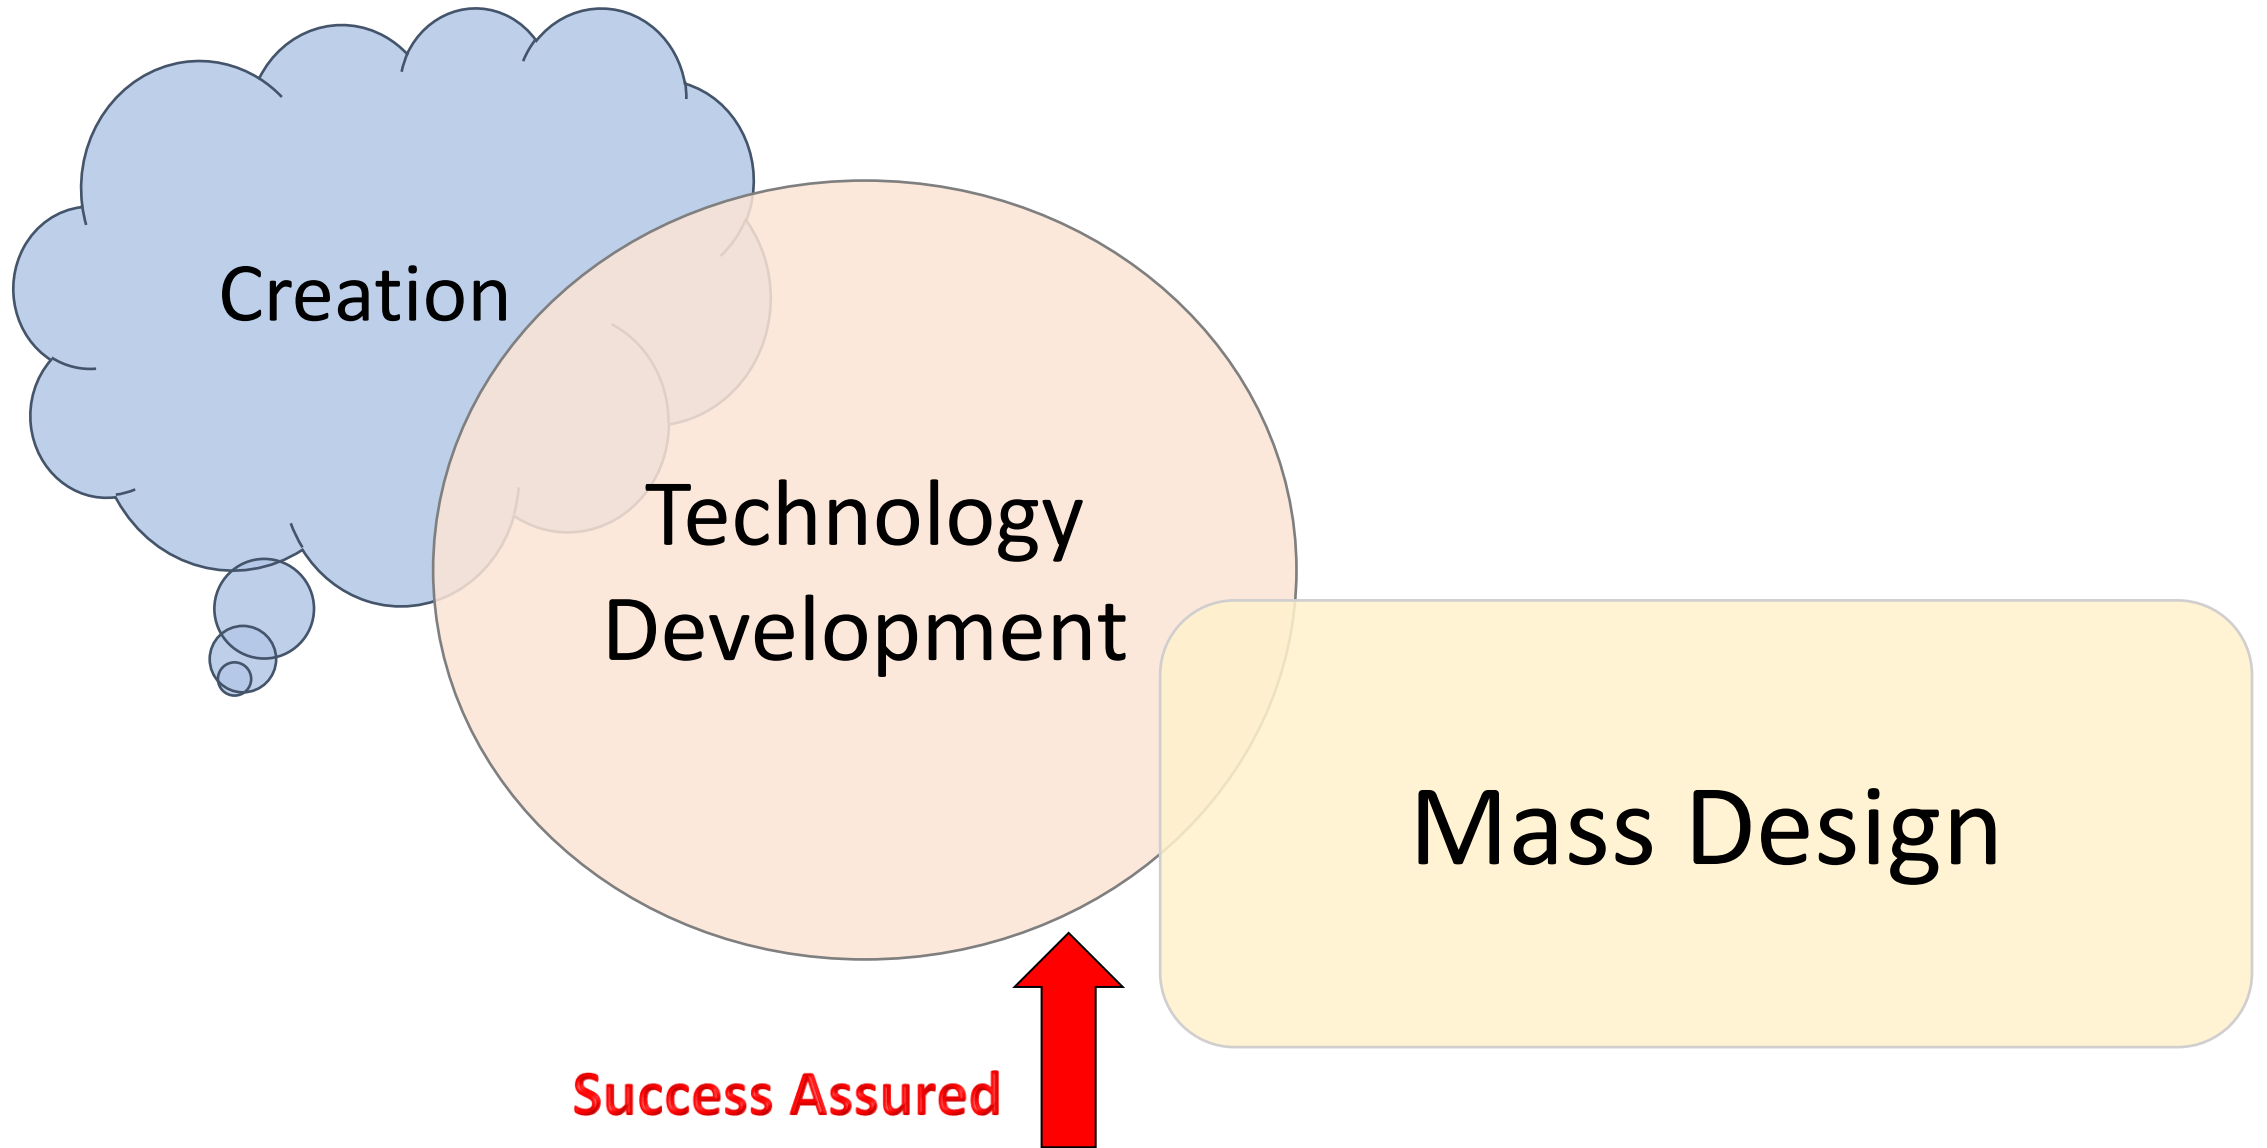 Creation
Technology
Development
Mass Design
Success Assured